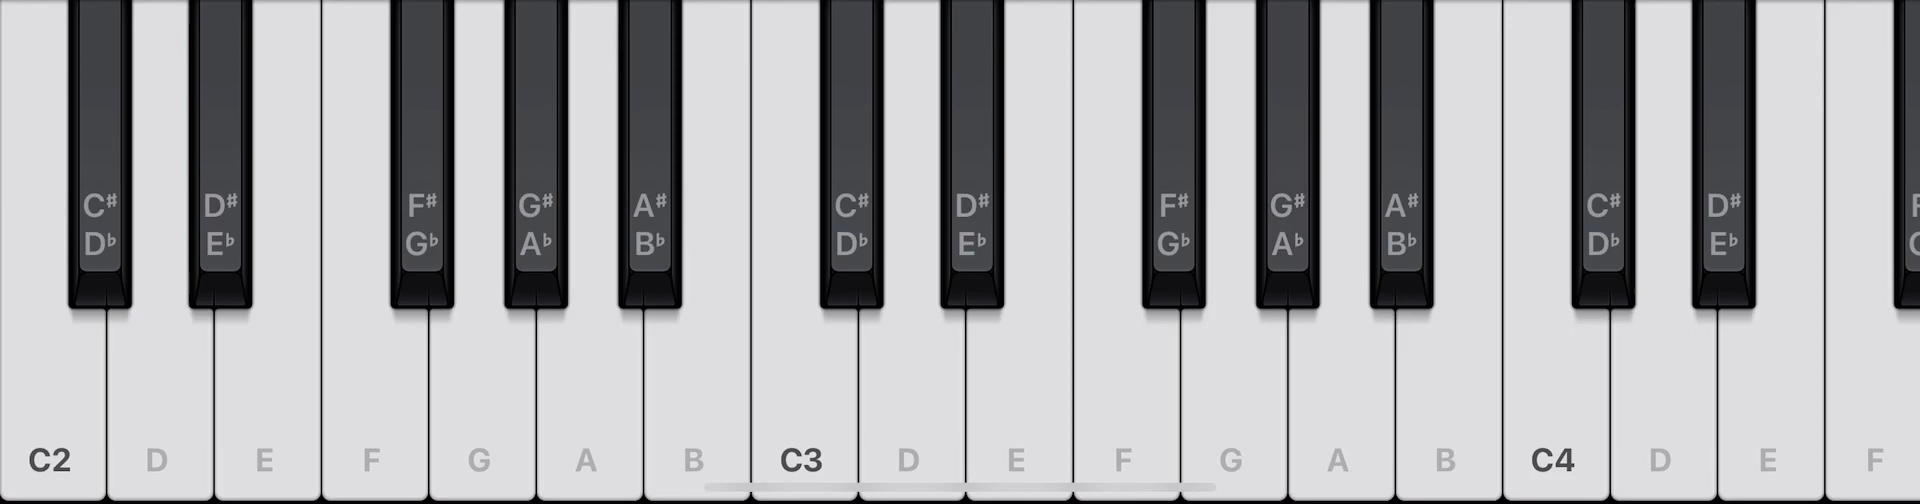 C♯ D♯ F♯ G♯ A♯ C♯ D♯ F♯ G♯ A♯ C♯ D♯
D♭ E♭ G♭ A♭ B♭ D♭ E♭ G♭ A♭ B♭ D♭ E♭
C2 D E F G A B C3 D E F G A B C4 D E F